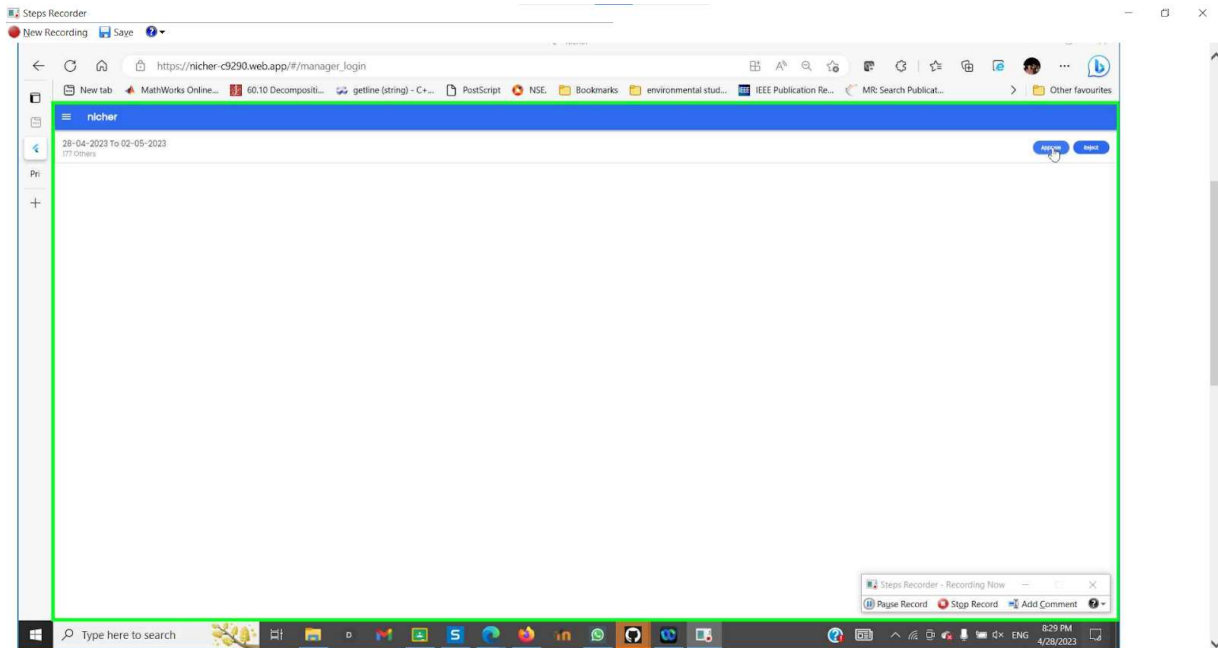 Steps Recorder
New Recording Save
https://nicher-c9290.web.app/#/manager_login
New tab MathWorks Online... 60.10 Decompositi... getline (string) - C+... PostScript NSE. Bookmarks environmental stud... IEEE Publication Re... MR: Search Publicat... Other favourites
nicher
28-04-2023 To 02-05-2023
177 Others
Approve Reject
Pri
Steps Recorder - Recording Now
Pause Record Stop Record Add Comment
Type here to search
ENG
8:29 PM
4/28/2023